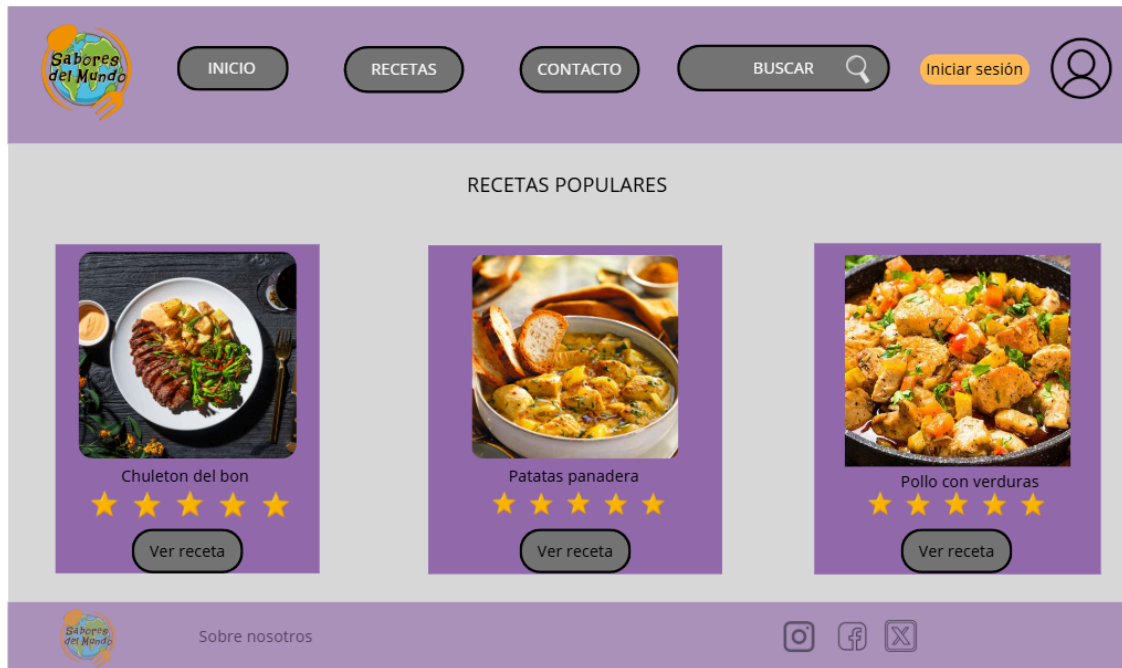 Sabores
del Mundo
INICIO
RECETAS
CONTACTO
BUSCAR
Iniciar sesión
RECETAS POPULARES
Chuleton del bon
Patatas panadera
Pollo con verduras
Ver receta
Ver receta
Ver receta
Sabores
del Mundo
Sobre nosotros